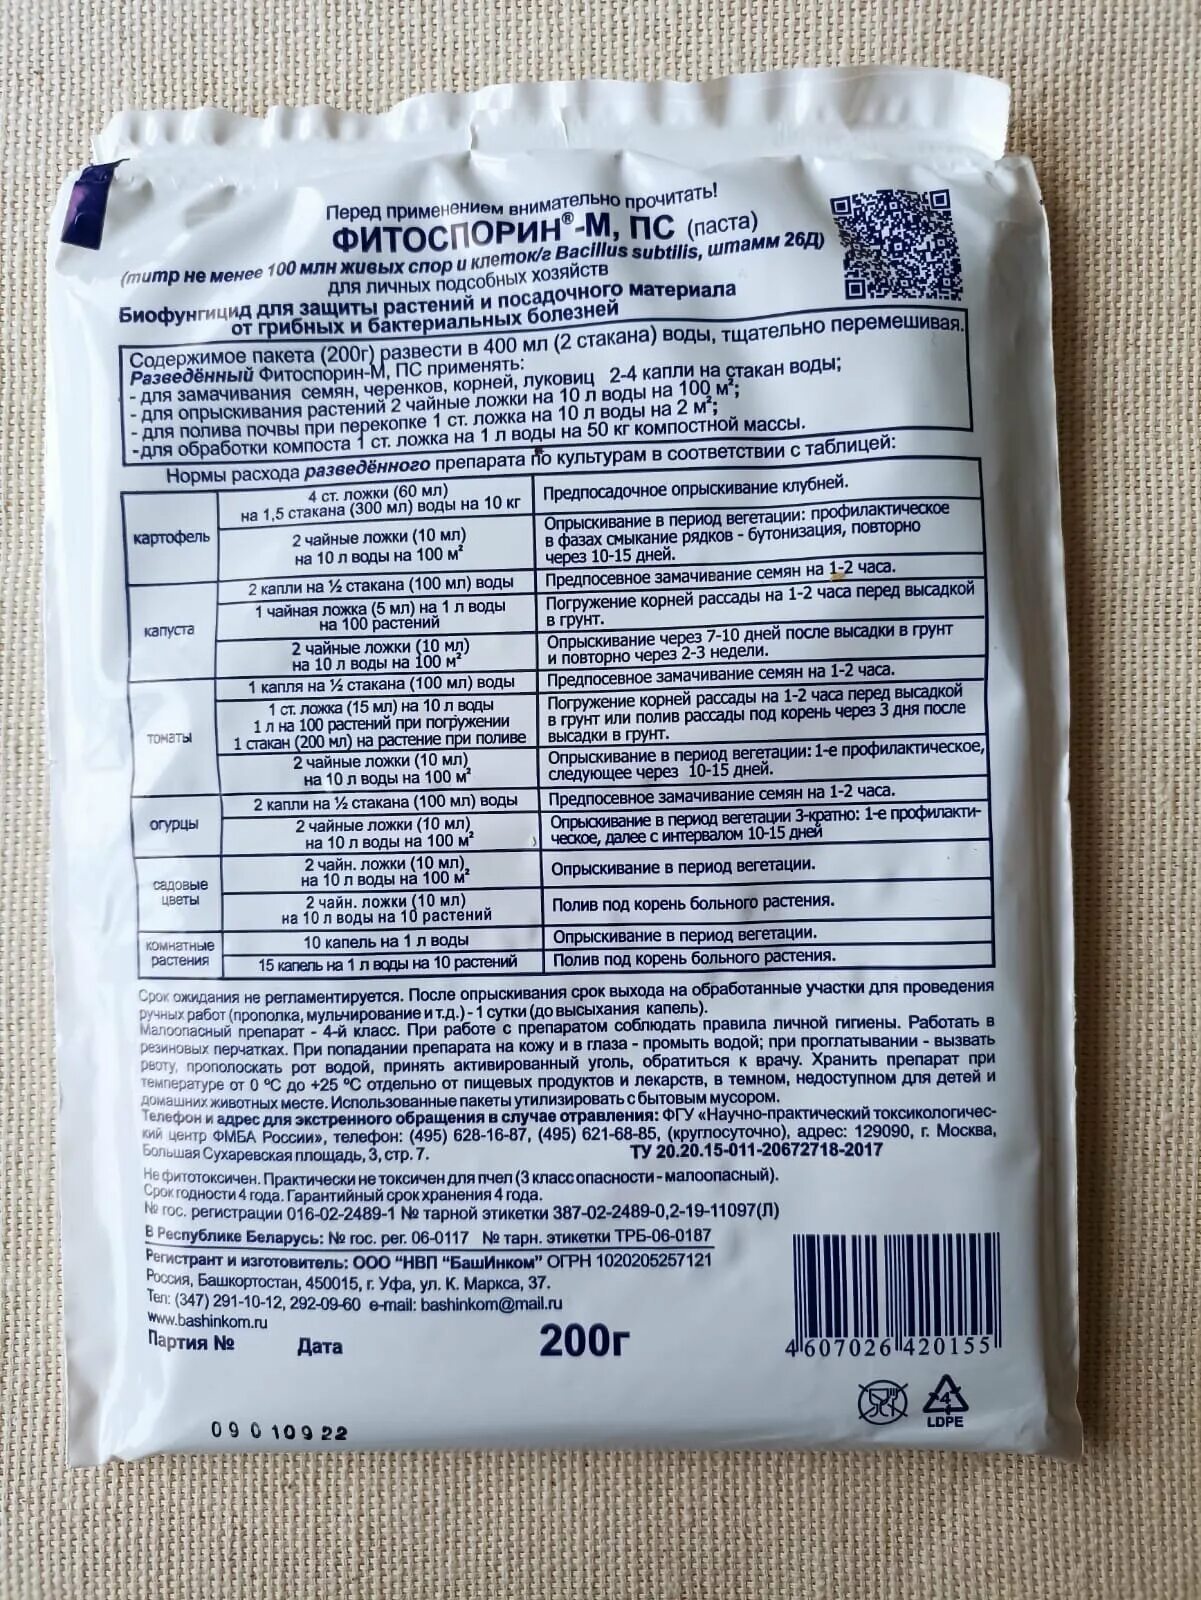 Перед применением внимательно прочитать!
ФИТОСПОРИН®-М, ПС (паста)
(титр не менее 100 млн живых спор и клеток/г Bacillus subtilis, штамм 26Д)
для личных подсобных хозяйств
Биофунгицид для защиты растений и посадочного материала
от грибных и бактериальных болезней
Содержимое пакета (200г) развести в 400 мл (2 стакана) воды, тщательно перемешивая.
Разведённый Фитоспорин-М, ПС применять:
- для замачивания семян, черенков, корней, луковиц 2-4 капли на стакан воды;
- для опрыскивания растений 2 чайные ложки на 10 л воды на 100 м²;
- для полива почвы при перекопке 1 ст. ложка на 10 л воды на 2 м²;
-для обработки компоста 1 ст. ложка на 1 л воды на 50 кг компостной массы.
Нормы расхода разведённого препарата по культурам в соответствии с таблицей:
картофель
4 ст. ложки (60 мл)
на 1,5 стакана (300 мл) воды на 10 кг
Предпосадочное опрыскивание клубней.
2 чайные ложки (10 мл)
на 10 л воды на 100 м²
Опрыскивание в период вегетации: профилактическое
в фазах смыкание рядков - бутонизация, повторно
через 10-15 дней.
капуста
2 капли на ½ стакана (100 мл) воды
Предпосевное замачивание семян на 1-2 часа.
1 чайная ложка (5 мл) на 1 л воды
на 100 растений
Погружение корней рассады на 1-2 часа перед высадкой
в грунт.
2 чайные ложки (10 мл)
на 10 л воды на 100 м²
Опрыскивание через 7-10 дней после высадки в грунт
и повторно через 2-3 недели.
томаты
1 капля на ½ стакана (100 мл) воды
Предпосевное замачивание семян на 1-2 часа.
1 ст. ложка (15 мл) на 10 л воды
1 л на 100 растений при погружении
1 стакан (200 мл) на растение при поливе
Погружение корней рассады на 1-2 часа перед высадкой
в грунт или полив рассады под корень через 3 дня после
высадки в грунт.
2 чайные ложки (10 мл)
на 10 л воды на 100 м²
Опрыскивание в период вегетации: 1-е профилактическое,
следующее через 10-15 дней.
огурцы
2 капли на ½ стакана (100 мл) воды
Предпосевное замачивание семян на 1-2 часа.
2 чайные ложки (10 мл)
на 10 л воды на 100 м²
Опрыскивание в период вегетации 3-кратно: 1-е профилакти-
ческое, далее с интервалом 10-15 дней
садовые
цветы
2 чайн. ложки (10 мл)
на 10 л воды на 100 м²
Опрыскивание в период вегетации.
2 чайн. ложки (10 мл)
на 10 л воды на 10 растений
Полив под корень больного растения.
комнатные
растения
10 капель на 1 л воды
Опрыскивание в период вегетации.
15 капель на 1 л воды на 10 растений
Полив под корень больного растения.
Срок ожидания не регламентируется. После опрыскивания срок выхода на обработанные участки для проведения
ручных работ (прополка, мульчирование и т.д.) - 1 сутки (до высыхания капель).
Малоопасный препарат - 4-й класс. При работе с препаратом соблюдать правила личной гигиены. Работать в
резиновых перчатках. При попадании препарата на кожу и в глаза - промыть водой; при проглатывании - вызвать
рвоту, прополоскать рот водой, принять активированный уголь, обратиться к врачу. Хранить препарат при
температуре от 0 °С до +25 °С отдельно от пищевых продуктов и лекарств, в темном, недоступном для детей и
домашних животных месте. Использованные пакеты утилизировать с бытовым мусором.
Телефон и адрес для экстренного обращения в случае отравления: ФГУ «Научно-практический токсикологичес-
кий центр ФМБА России», телефон: (495) 628-16-87, (495) 621-68-85, (круглосуточно), адрес: 129090, г. Москва,
Большая Сухаревская площадь, 3, стр. 7. ТУ 20.20.15-011-20672718-2017
Не фитотоксичен. Практически не токсичен для пчел (3 класс опасности - малоопасный).
Срок годности 4 года. Гарантийный срок хранения 4 года.
№ гос. регистрации 016-02-2489-1 № тарной этикетки 387-02-2489-0,2-19-11097(Л)
В Республике Беларусь: № гос. рег. 06-0117 № тарн. этикетки ТРБ-06-0187
Регистрант и изготовитель: ООО "НВП "БашИнком" ОГРН 1020205257121
Россия, Башкортостан, 450015, г. Уфа, ул. К. Маркса, 37.
Тел: (347) 291-10-12, 292-09-60 e-mail: bashinkom@mail.ru
www.bashinkom.ru
Партия № Дата 200г
4 607026 420155
LDPE
4
09 010922